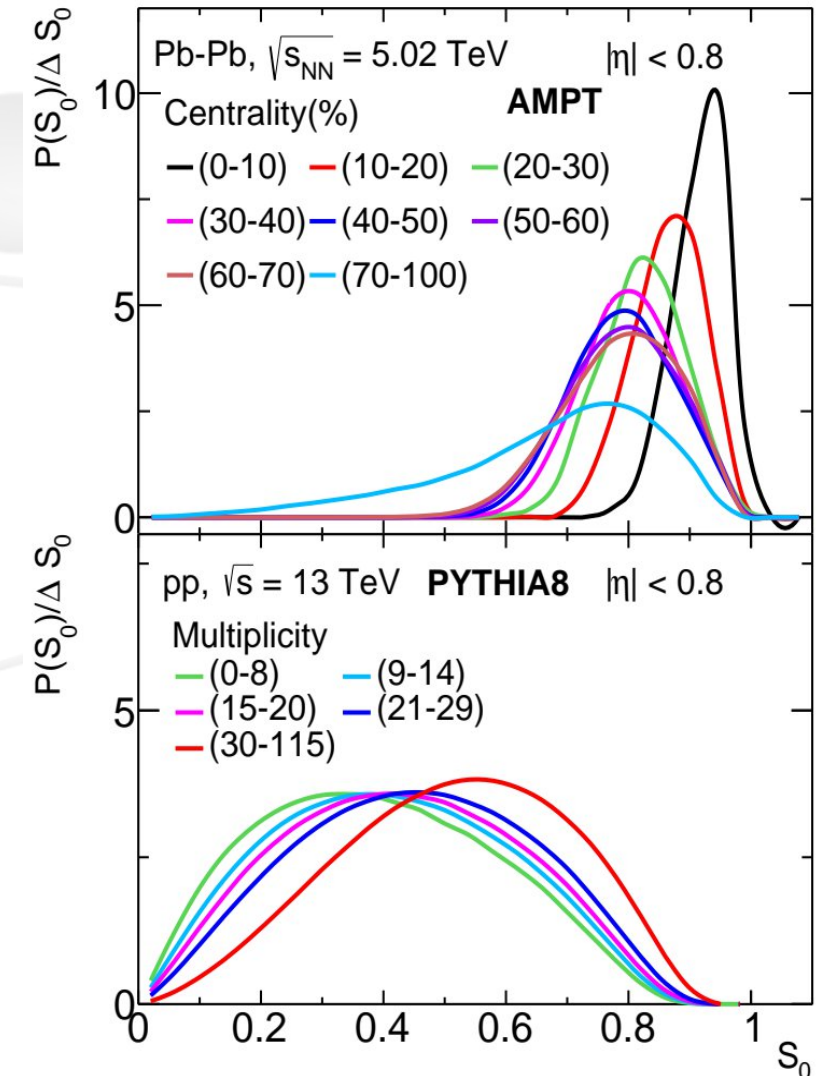 P(S₀)/Δ S₀
Pb-Pb, √s_NN = 5.02 TeV |η| < 0.8
AMPT
Centrality(%)
(0-10) (10-20) (20-30)
(30-40) (40-50) (50-60)
(60-70) (70-100)
10
5
0
P(S₀)/Δ S₀
pp, √s = 13 TeV PYTHIA8 |η| < 0.8
Multiplicity
(0-8) (9-14)
(15-20) (21-29)
(30-115)
5
0
0 0.2 0.4 0.6 0.8 1
S₀